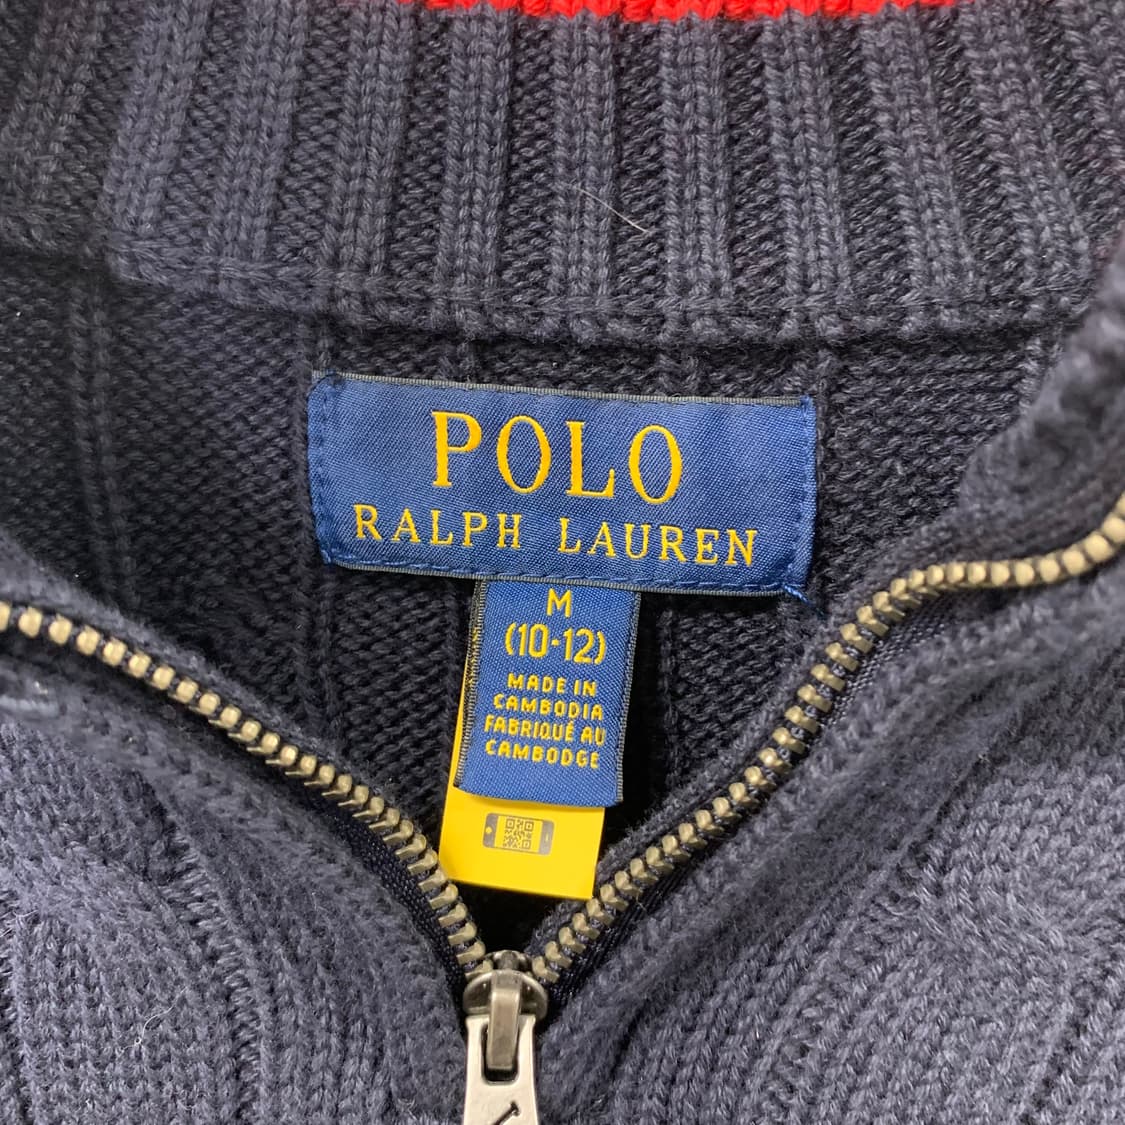 POLO
RALPH LAUREN
M
(10-12)
MADE IN
CAMBODIA
FABRIQUÉ AU
CAMBODGE